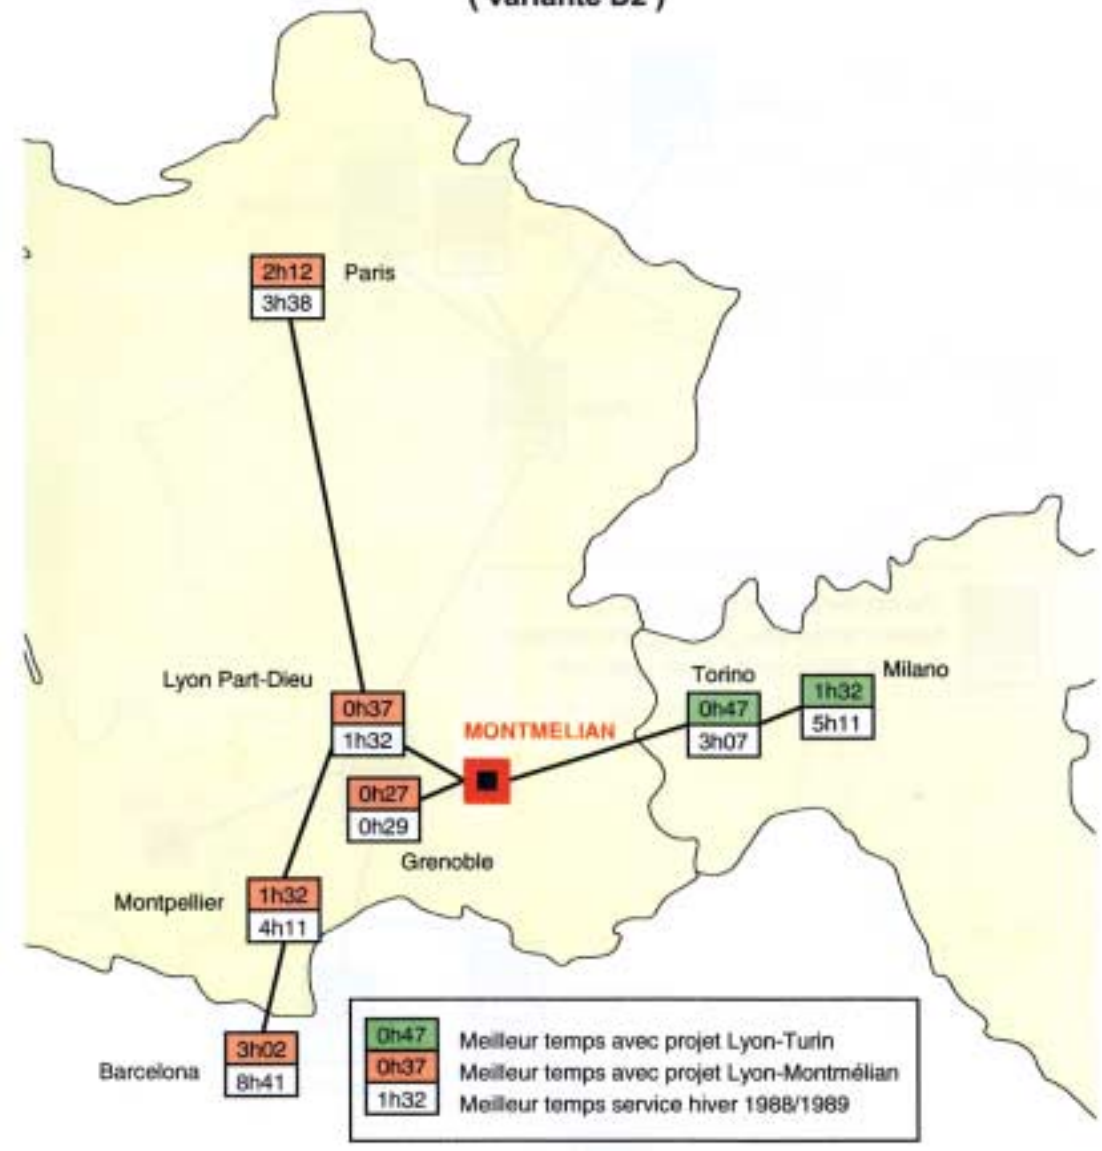 ( Variante B2 )
2h12
Paris
3h38
Lyon Part-Dieu
0h37
1h32
MONTMELIAN
Torino
0h47
3h07
Milano
1h32
5h11
0h27
0h29
Grenoble
Montpellier
1h32
4h11
Barcelona
3h02
8h41
0h47 Meilleur temps avec projet Lyon-Turin
0h37 Meilleur temps avec projet Lyon-Montmélian
1h32 Meilleur temps service hiver 1988/1989